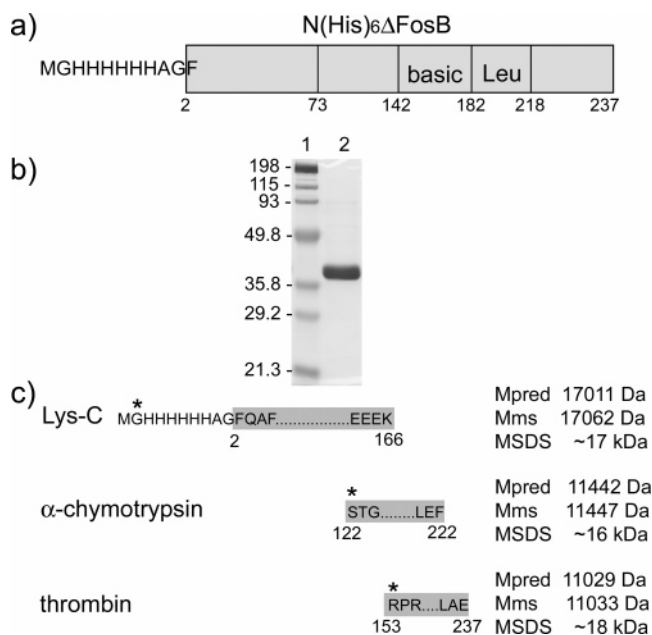 a)
N(His)6ΔFosB
MGHHHHHHAGF
basic
Leu
2 73 142 182 218 237
b)
1 2
198 -
115 -
93 -
49.8 -
35.8 -
29.2 -
21.3 -
c)
*
Lys-C MGHHHHHHAGFQAF..................EEEK
2 166
Mpred 17011 Da
Mms 17062 Da
MSDS ~17 kDa
*
α-chymotrypsin STG........LEF
122 222
Mpred 11442 Da
Mms 11447 Da
MSDS ~16 kDa
*
thrombin RPR....LAE
153 237
Mpred 11029 Da
Mms 11033 Da
MSDS ~18 kDa